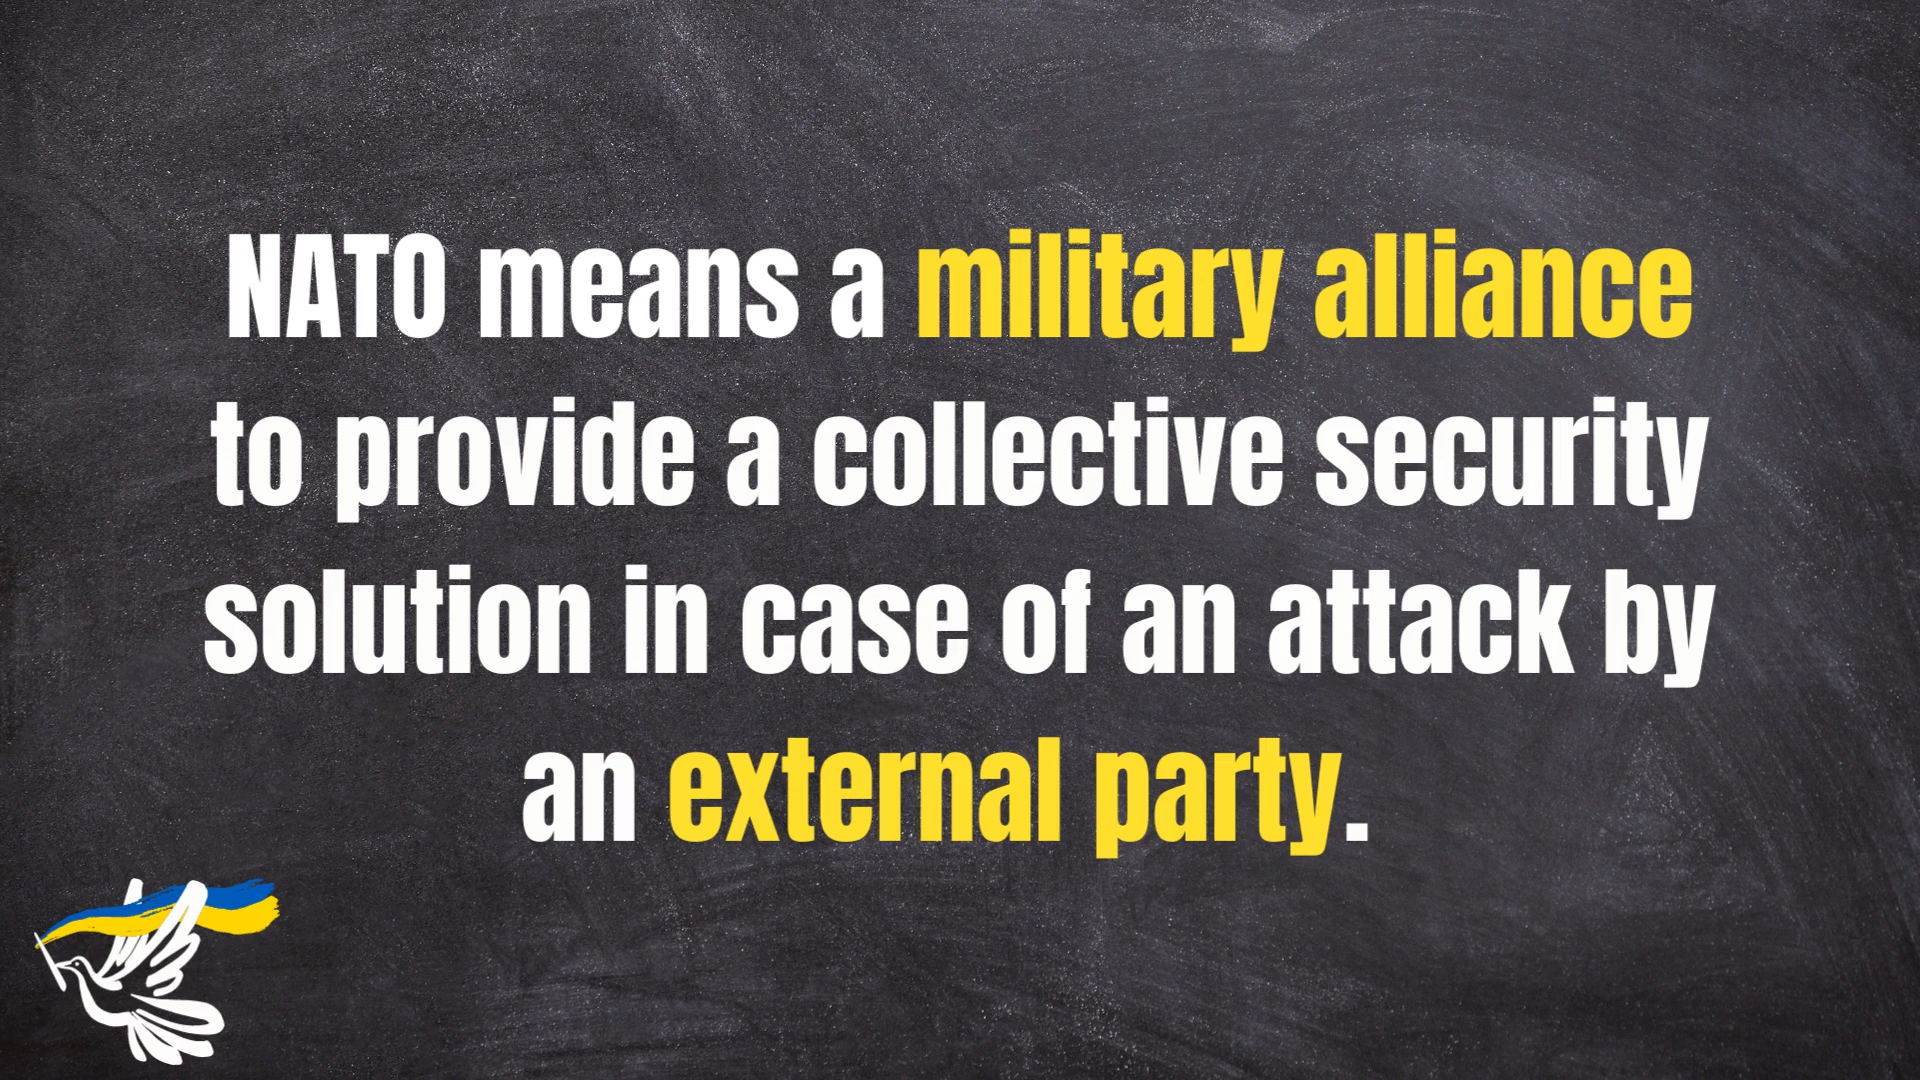 NATO means a military alliance
to provide a collective security
solution in case of an attack by
an external party.